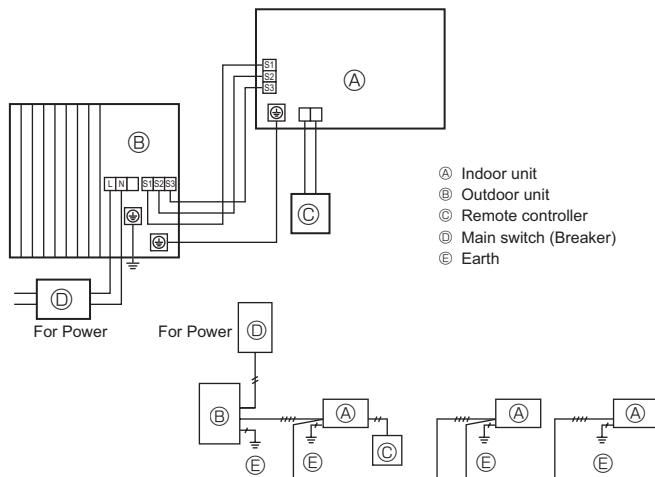 S1
S2
S3
Ⓐ
Ⓑ
L N S1 S2 S3
Ⓒ
Ⓐ Indoor unit
Ⓑ Outdoor unit
Ⓒ Remote controller
Ⓓ Main switch (Breaker)
Ⓔ Earth
Ⓓ
For Power
For Power Ⓓ
Ⓑ Ⓐ Ⓐ Ⓐ
Ⓔ Ⓔ Ⓒ Ⓔ Ⓔ